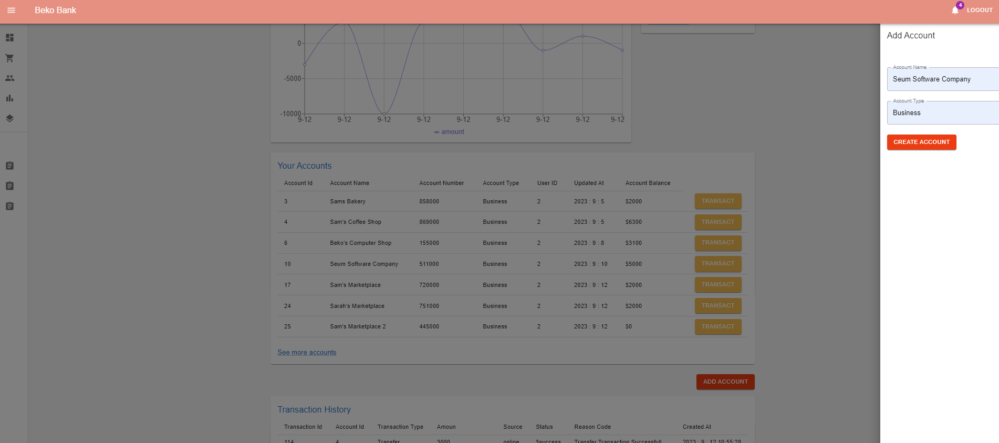 Beko Bank
4
LOGOUT
0
-5000
-10000
9-12 9-12 9-12 9-12 9-12 9-12 9-12 9-12 9-12
amount
Your Accounts
Account Id Account Name Account Number Account Type User ID Updated At Account Balance
3 Sams Bakery 858000 Business 2 2023 : 9 : 5 $2000 TRANSACT
4 Sam's Coffee Shop 869000 Business 2 2023 : 9 : 5 $6300 TRANSACT
6 Beko's Computer Shop 155000 Business 2 2023 : 9 : 8 $3100 TRANSACT
10 Seum Software Company 511000 Business 2 2023 : 9 : 10 $5000 TRANSACT
17 Sam's Marketplace 720000 Business 2 2023 : 9 : 12 $2000 TRANSACT
24 Sarah's Marketplace 751000 Business 2 2023 : 9 : 12 $2000 TRANSACT
25 Sam's Marketplace 2 445000 Business 2 2023 : 9 : 12 $0 TRANSACT
See more accounts
ADD ACCOUNT
Transaction History
Transaction Id Account Id Transaction Type Amoun Source Status Reason Code Created At
114 4 Transfer 3000 online $success Transfer Transaction Successfull 2023 : 9 : 12 10:55:28
Add Account
Account Name
Seum Software Company
Account Type
Business
CREATE ACCOUNT